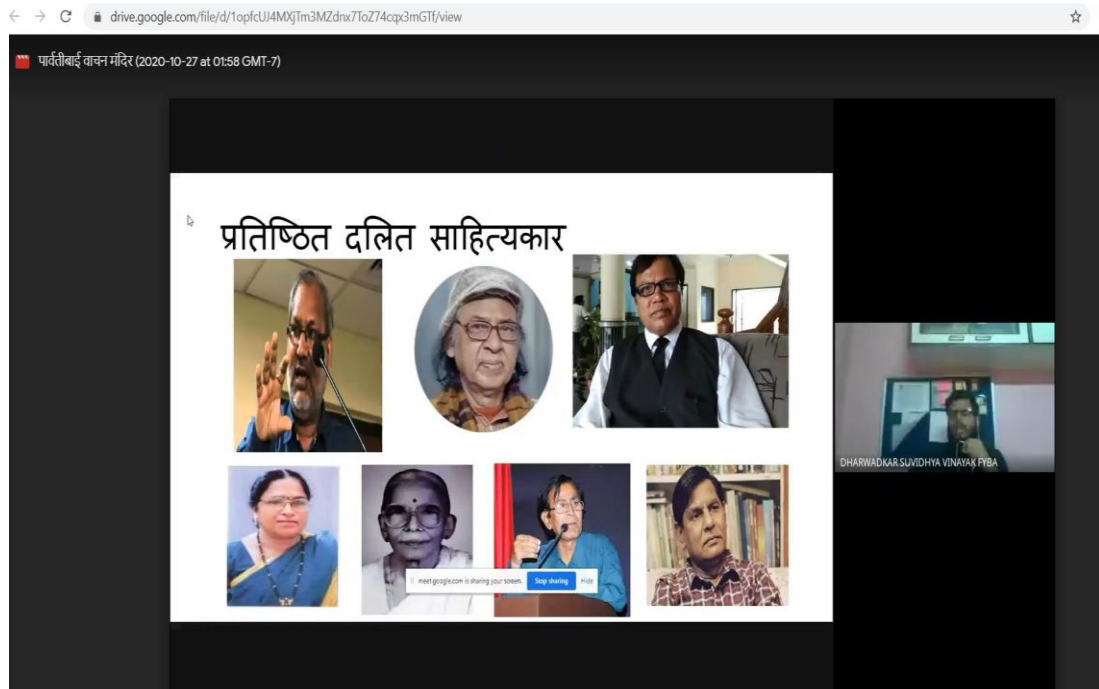 drive.google.com/file/d/1opfcUJ4MXjTm3MZdnx7ToZ74cqx3mGTf/view
पार्वतीबाई वाचन मंदिर (2020-10-27 at 01:58 GMT-7)
प्रतिष्ठित दलित साहित्यकार
DHARWADKAR SUVIDHYA VINAYAK FYBA
meet.google.com is sharing your screen. Stop sharing Hide